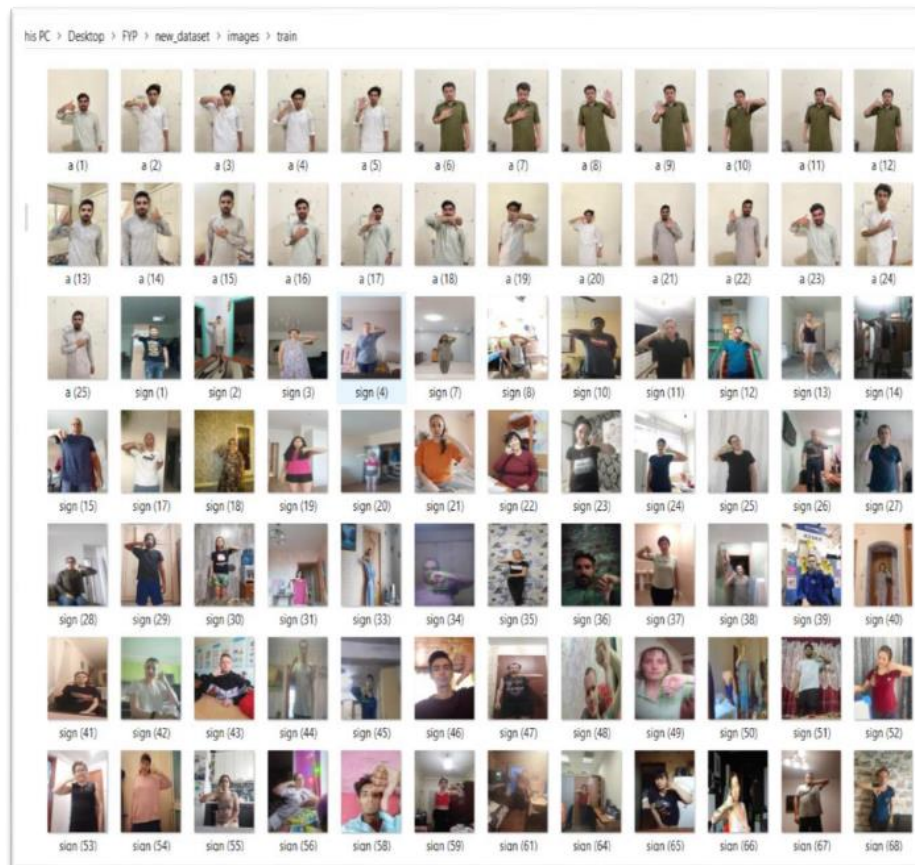 his PC > Desktop > FYP > new_dataset > images > train
a (1) a (2) a (3) a (4) a (5) a (6) a (7) a (8) a (9) a (10) a (11) a (12)
a (13) a (14) a (15) a (16) a (17) a (18) a (19) a (20) a (21) a (22) a (23) a (24)
a (25) sign (1) sign (2) sign (3) sign (4) sign (7) sign (8) sign (10) sign (11) sign (12) sign (13) sign (14)
sign (15) sign (17) sign (18) sign (19) sign (20) sign (21) sign (22) sign (23) sign (24) sign (25) sign (26) sign (27)
sign (28) sign (29) sign (30) sign (31) sign (33) sign (34) sign (35) sign (36) sign (37) sign (38) sign (39) sign (40)
sign (41) sign (42) sign (43) sign (44) sign (45) sign (46) sign (47) sign (48) sign (49) sign (50) sign (51) sign (52)
sign (53) sign (54) sign (55) sign (56) sign (58) sign (59) sign (61) sign (64) sign (65) sign (66) sign (67) sign (68)